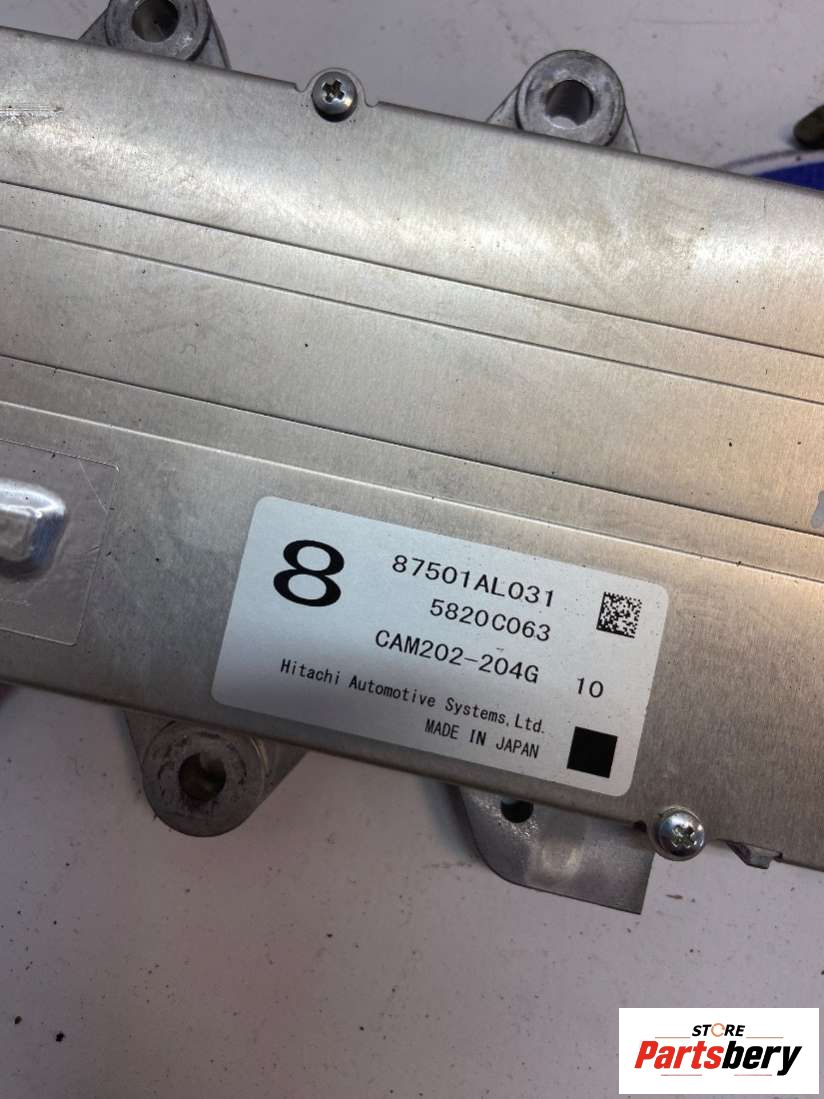 8
87501AL031
5820C063
CAM202-204G 10
Hitachi Automotive Systems,Ltd.
MADE IN JAPAN
STORE
Partsbery